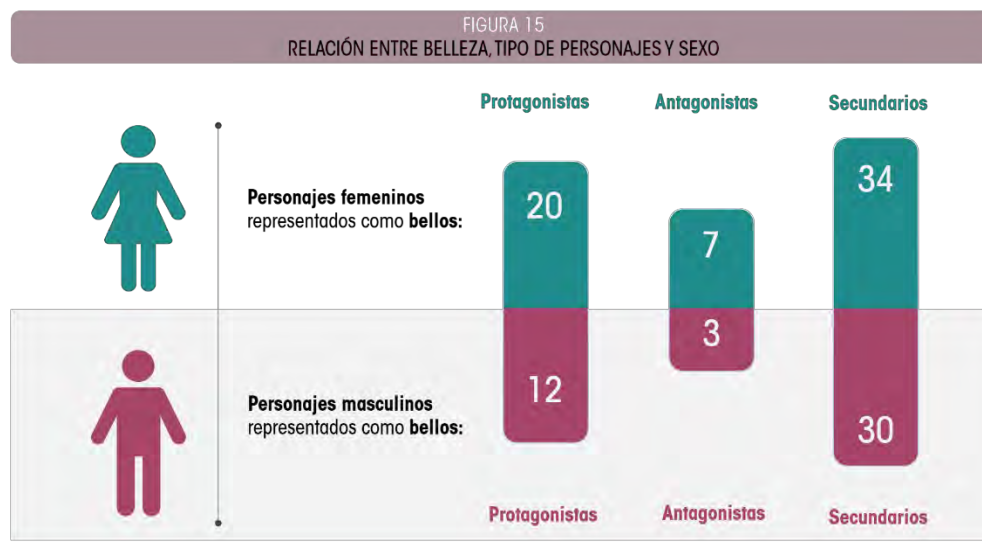 FIGURA 15
RELACIÓN ENTRE BELLEZA, TIPO DE PERSONAJES Y SEXO
Protagonistas Antagonistas Secundarios
Personajes femeninos
representados como bellos:
20 7 34
Personajes masculinos
representados como bellos:
12 3 30
Protagonistas Antagonistas Secundarios